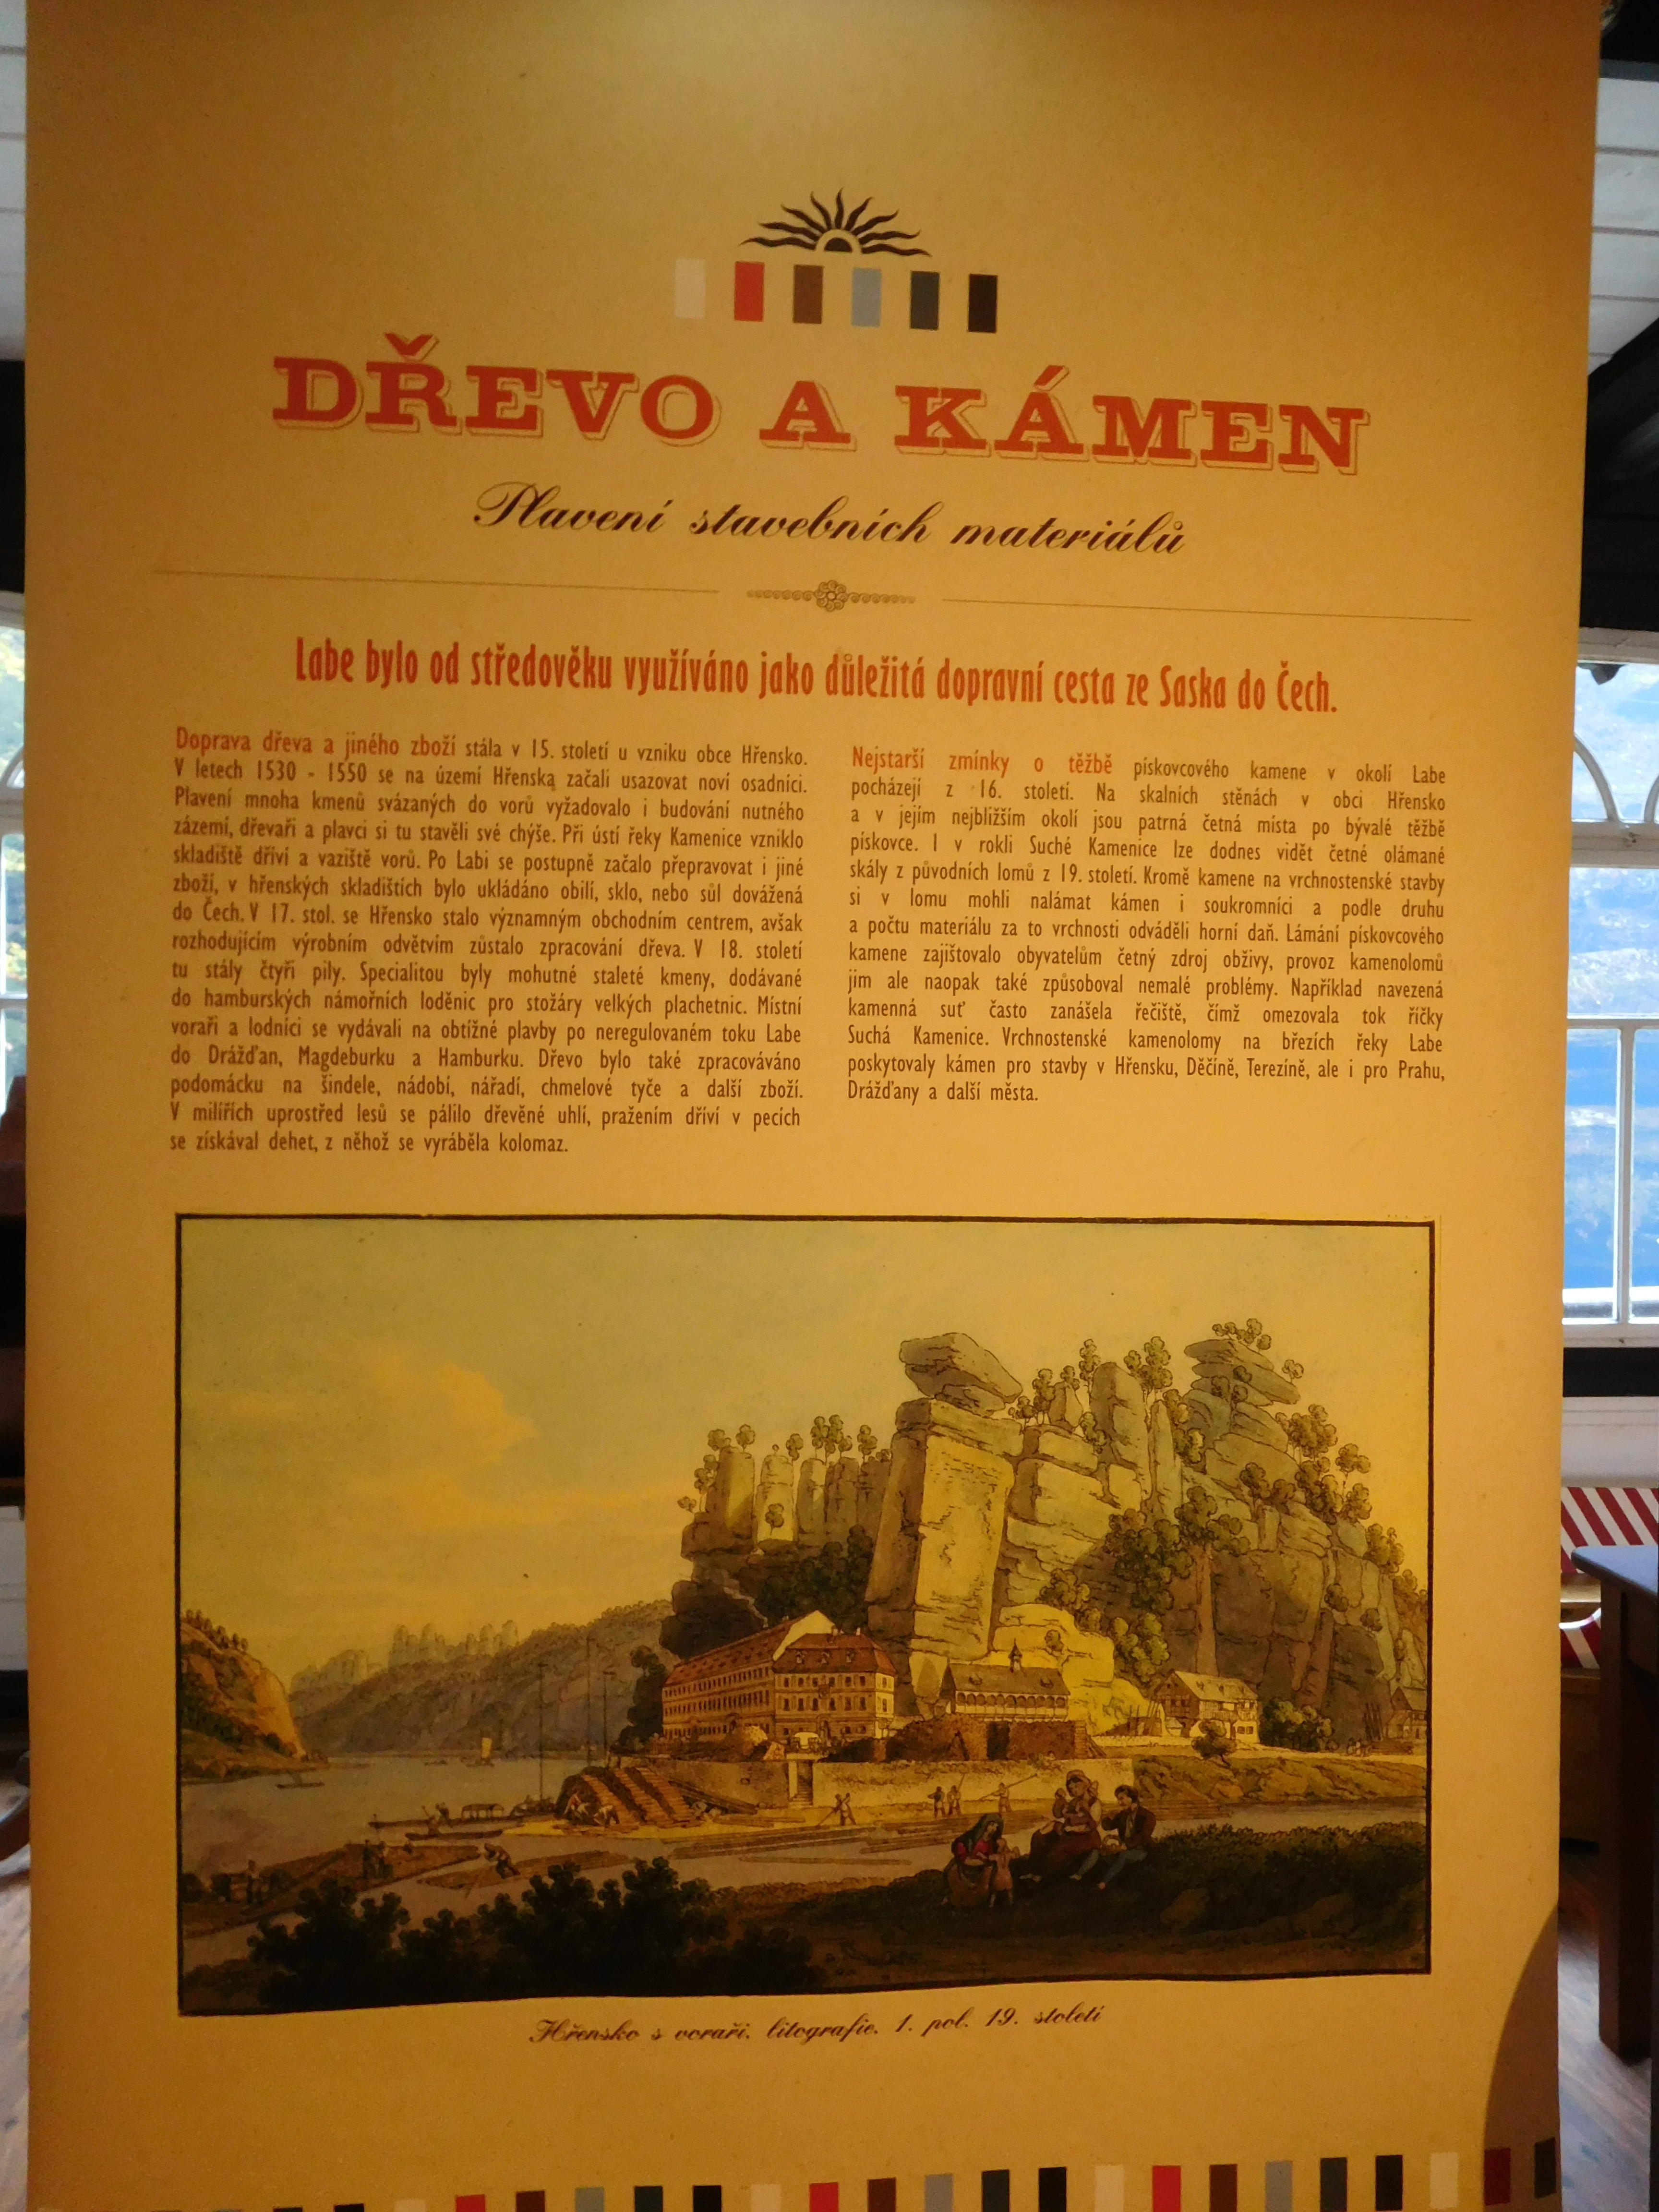 DŘEVO A KÁMEN
Plavení stavebních materiálů
Labe bylo od středověku využíváno jako důležitá dopravní cesta ze Saska do Čech.
Doprava dřeva a jiného zboží stála v 15. století u vzniku obce Hřensko.
V letech 1530 - 1550 se na území Hřenska začali usazovat noví osadníci.
Plavení mnoha kmenů svázaných do vorů vyžadovalo i budování nutného
zázemí, dřevaři a plavci si tu stavěli své chýše. Při ústí řeky Kamenice vzniklo
skladiště dříví a vaziště vorů. Po Labi se postupně začalo přepravovat i jiné
zboží, v hřenských skladištích bylo ukládáno obilí, sklo, nebo sůl dovážená
do Čech. V 17. stol. se Hřensko stalo významným obchodním centrem, avšak
rozhodujícím výrobním odvětvím zůstalo zpracování dřeva. V 18. století
tu stály čtyři pily. Specialitou byly mohutné staleté kmeny, dodávané
do hamburských námořních loděnic pro stožáry velkých plachetnic. Místní
voraři a lodníci se vydávali na obtížné plavby po neregulovaném toku Labe
do Drážďan, Magdeburku a Hamburku. Dřevo bylo také zpracováváno
podomácku na šindele, nádobí, nářadí, chmelové tyče a další zboží.
V milířích uprostřed lesů se pálilo dřevěné uhlí, pražením dříví v pecích
se získával dehet, z něhož se vyráběla kolomaz.
Nejstarší zmínky o těžbě pískovcového kamene v okolí Labe
pocházejí z 16. století. Na skalních stěnách v obci Hřensko
a v jejím nejbližším okolí jsou patrná četná místa po bývalé těžbě
pískovce. I v rokli Suché Kamenice lze dodnes vidět četné olámané
skály z původních lomů z 19. století. Kromě kamene na vrchnostenské stavby
si v lomu mohli nalámat kámen i soukromníci a podle druhu
a počtu materiálu za to vrchnosti odváděli horní daň. Lámání pískovcového
kamene zajišťovalo obyvatelům četný zdroj obživy, provoz kamenolomů
jim ale naopak také způsoboval nemalé problémy. Například navezená
kamenná suť často zanášela řečiště, čímž omezovala tok říčky
Suchá Kamenice. Vrchnostenské kamenolomy na březích řeky Labe
poskytovaly kámen pro stavby v Hřensku, Děčíně, Terezíně, ale i pro Prahu,
Drážďany a další města.
Hřensko s voraři. litografie. 1. pol. 19. století